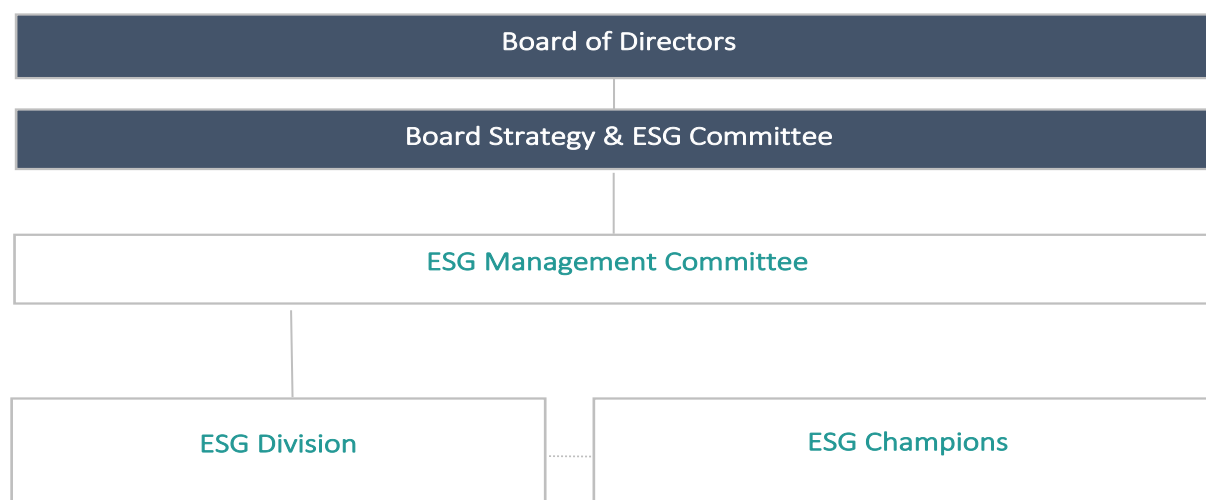 Board of Directors
Board Strategy & ESG Committee
ESG Management Committee
ESG Division
ESG Champions